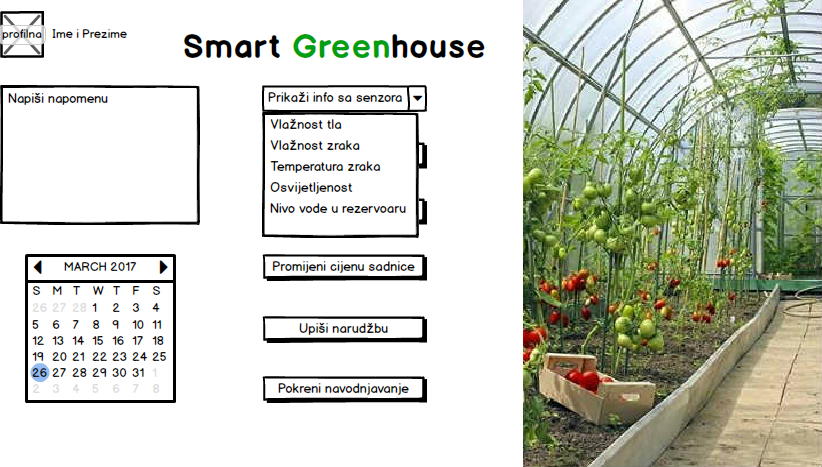 profilna
Ime i Prezime
Smart Greenhouse
Napiši napomenu
Prikaži info sa senzora
Vlažnost tla
Vlažnost zraka
Temperatura zraka
Osvijetljenost
Nivo vode u rezervoaru
Promijeni cijenu sadnice
Upiši narudžbu
Pokreni navodnjavanje
MARCH 2017
S M T W T F S
26 27 28 1 2 3 4
5 6 7 8 9 10 11
12 13 14 15 16 17 18
19 20 21 22 23 24 25
26 27 28 29 30 31 1
2 3 4 5 6 7 8